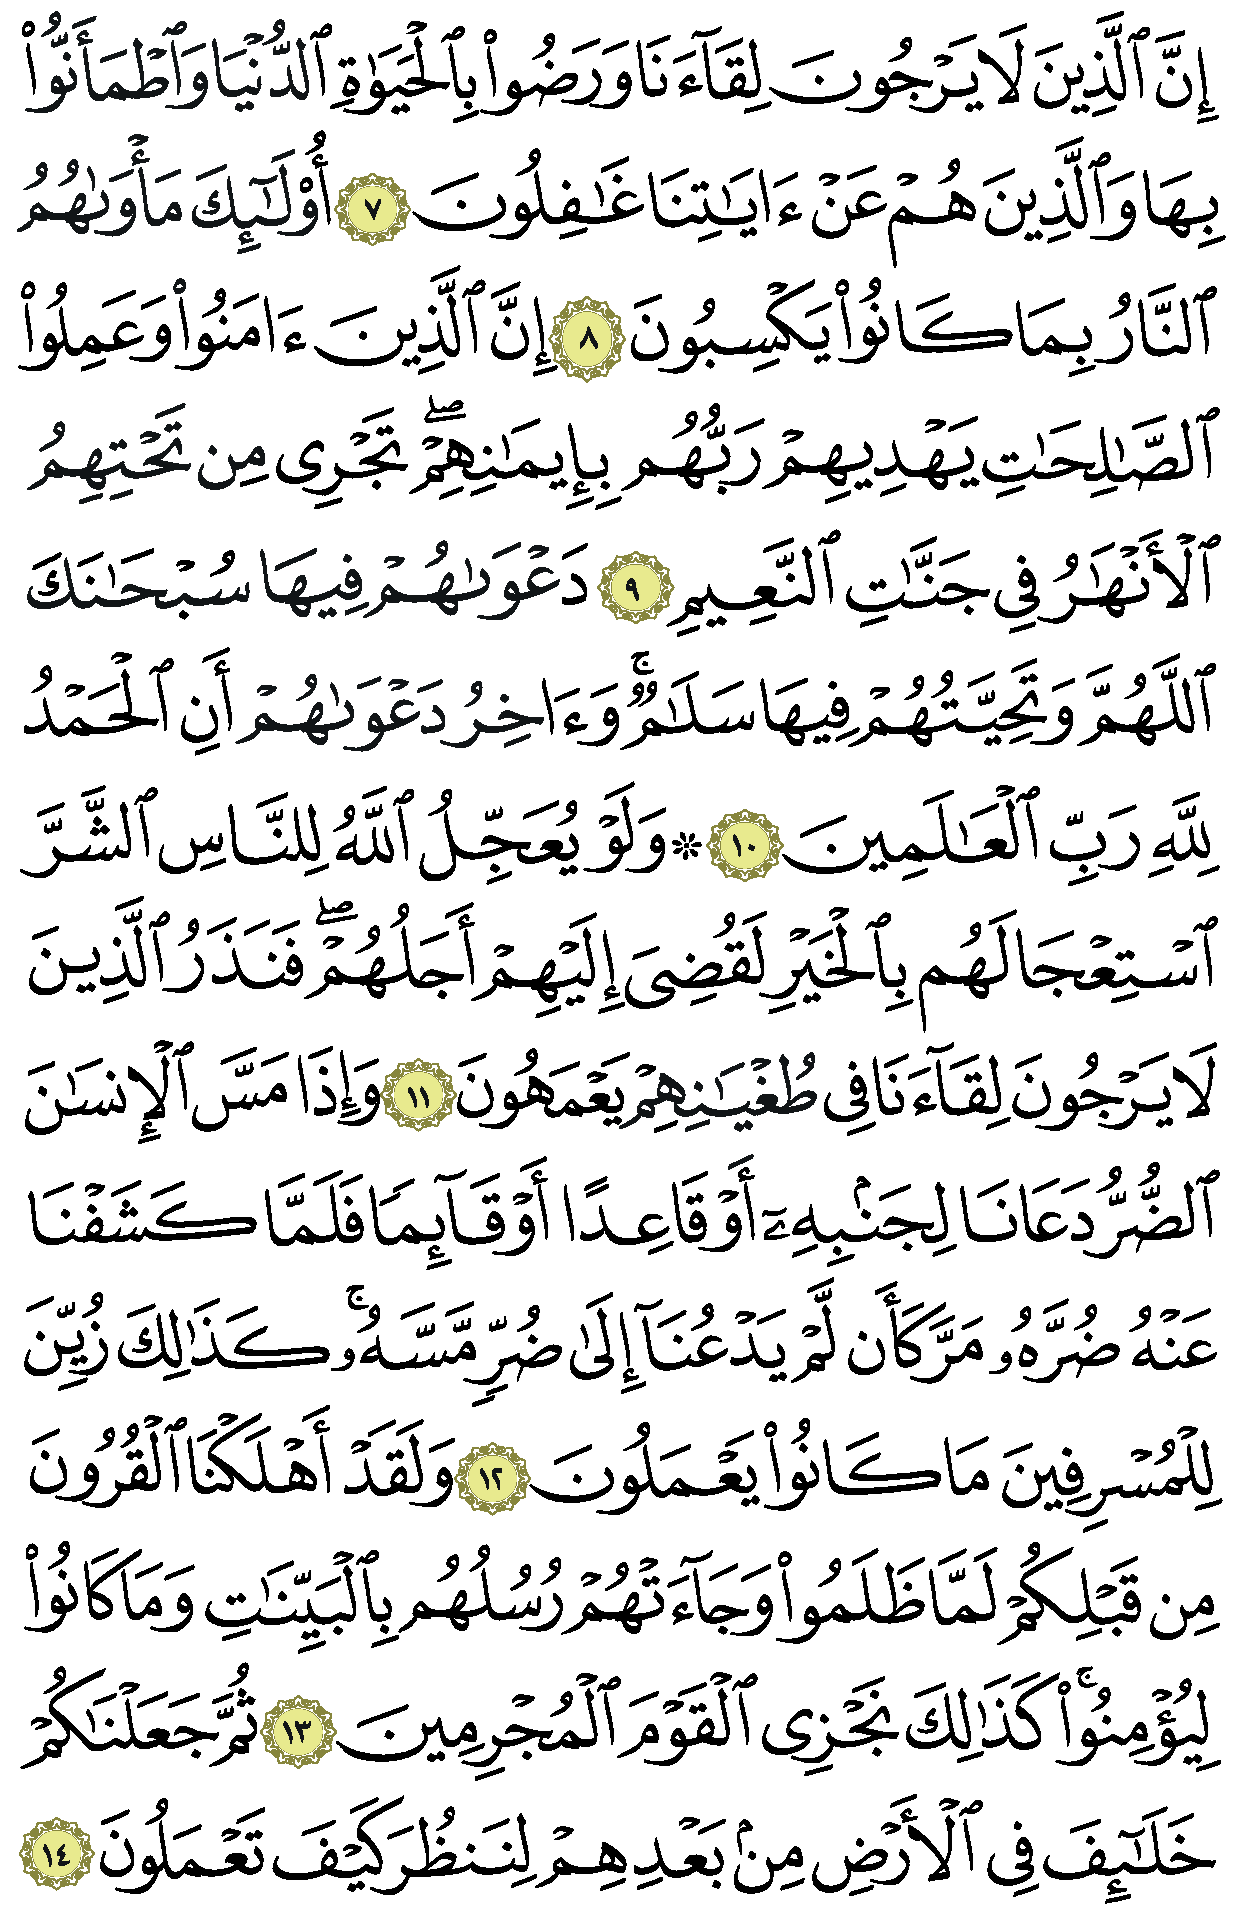 إِنَّ ٱلَّذِينَ لَا يَرْجُونَ لِقَآءَنَا وَرَضُوا۟ بِٱلْحَيَوٰةِ ٱلدُّنْيَا وَٱطْمَأَنُّوا۟
بِهَا وَٱلَّذِينَ هُمْ عَنْ ءَايَـٰتِنَا غَـٰفِلُونَ ٧ أُو۟لَـٰٓئِكَ مَأْوَىٰهُمُ
ٱلنَّارُ بِمَا كَانُوا۟ يَكْسِبُونَ ٨ إِنَّ ٱلَّذِينَ ءَامَنُوا۟ وَعَمِلُوا۟
ٱلصَّـٰلِحَـٰتِ يَهْدِيهِمْ رَبُّهُم بِإِيمَـٰنِهِمْ ۖ تَجْرِى مِن تَحْتِهِمُ
ٱلْأَنْهَـٰرُ فِى جَنَّـٰتِ ٱلنَّعِيمِ ٩ دَعْوَىٰهُمْ فِيهَا سُبْحَـٰنَكَ
ٱللَّهُمَّ وَتَحِيَّتُهُمْ فِيهَا سَلَـٰمٌ ۚ وَءَاخِرُ دَعْوَىٰهُمْ أَنِ ٱلْحَمْدُ
لِلَّهِ رَبِّ ٱلْعَـٰلَمِينَ ١٠ ۞ وَلَوْ يُعَجِّلُ ٱللَّهُ لِلنَّاسِ ٱلشَّرَّ
ٱسْتِعْجَالَهُم بِٱلْخَيْرِ لَقُضِىَ إِلَيْهِمْ أَجَلُهُمْ ۖ فَنَذَرُ ٱلَّذِينَ
لَا يَرْجُونَ لِقَآءَنَا فِى طُغْيَـٰنِهِمْ يَعْمَهُونَ ١١ وَإِذَا مَسَّ ٱلْإِنسَـٰنَ
ٱلضُّرُّ دَعَانَا لِجَنۢبِهِۦٓ أَوْ قَاعِدًا أَوْ قَآئِمًا فَلَمَّا كَشَفْنَا
عَنْهُ ضُرَّهُۥ مَرَّ كَأَن لَّمْ يَدْعُنَآ إِلَىٰ ضُرٍّ مَّسَّهُۥ ۚ كَذَٰلِكَ زُيِّنَ
لِلْمُسْرِفِينَ مَا كَانُوا۟ يَعْمَلُونَ ١٢ وَلَقَدْ أَهْلَكْنَا ٱلْقُرُونَ
مِن قَبْلِكُمْ لَمَّا ظَلَمُوا۟ وَجَآءَتْهُمْ رُسُلُهُم بِٱلْبَيِّنَـٰتِ وَمَا كَانُوا۟
لِيُؤْمِنُوا۟ ۚ كَذَٰلِكَ نَجْزِى ٱلْقَوْمَ ٱلْمُجْرِمِينَ ١٣ ثُمَّ جَعَلْنَـٰكُمْ
خَلَـٰٓئِفَ فِى ٱلْأَرْضِ مِنۢ بَعْدِهِمْ لِنَنظُرَ كَيْفَ تَعْمَلُونَ ١٤